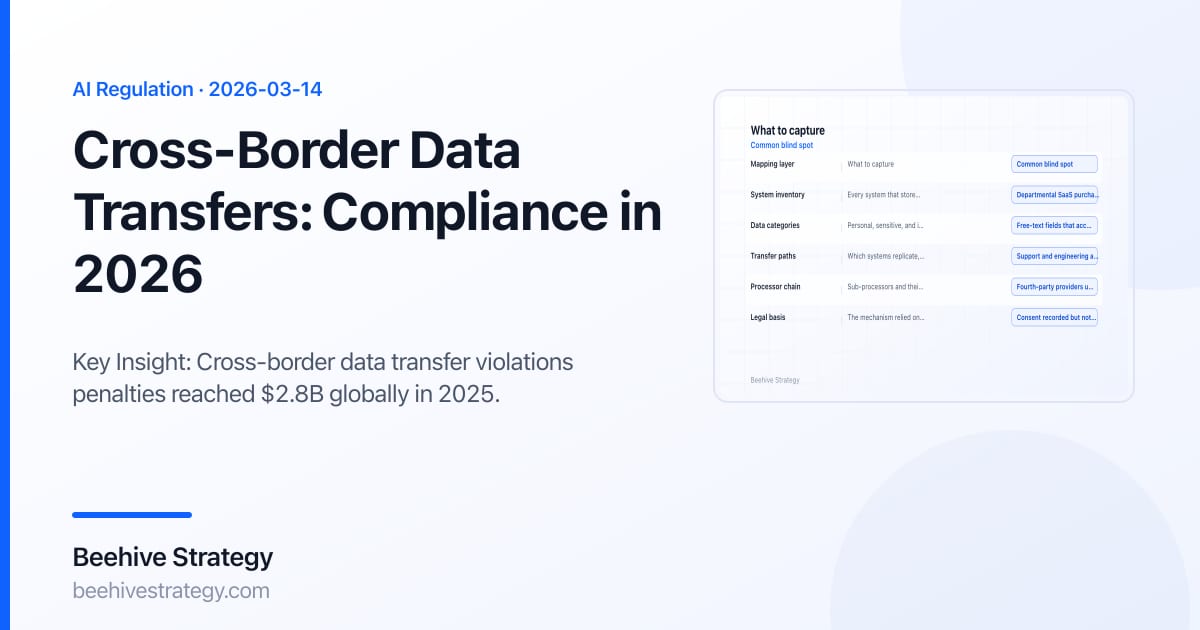 AI Regulation · 2026-03-14
Cross-Border Data
Transfers: Compliance in
2026
Key Insight: Cross-border data transfer violations
penalties reached $2.8B globally in 2025.
Beehive Strategy
beehivestrategy.com
What to capture
Common blind spot
Mapping layer What to capture Common blind spot
System inventory Every system that store... Departmental SaaS purcha...
Data categories Personal, sensitive, and i... Free-text fields that acc...
Transfer paths Which systems replicate,... Support and engineering a...
Processor chain Sub-processors and thei... Fourth-party providers u...
Legal basis The mechanism relied on... Consent recorded but not...
Beehive Strategy